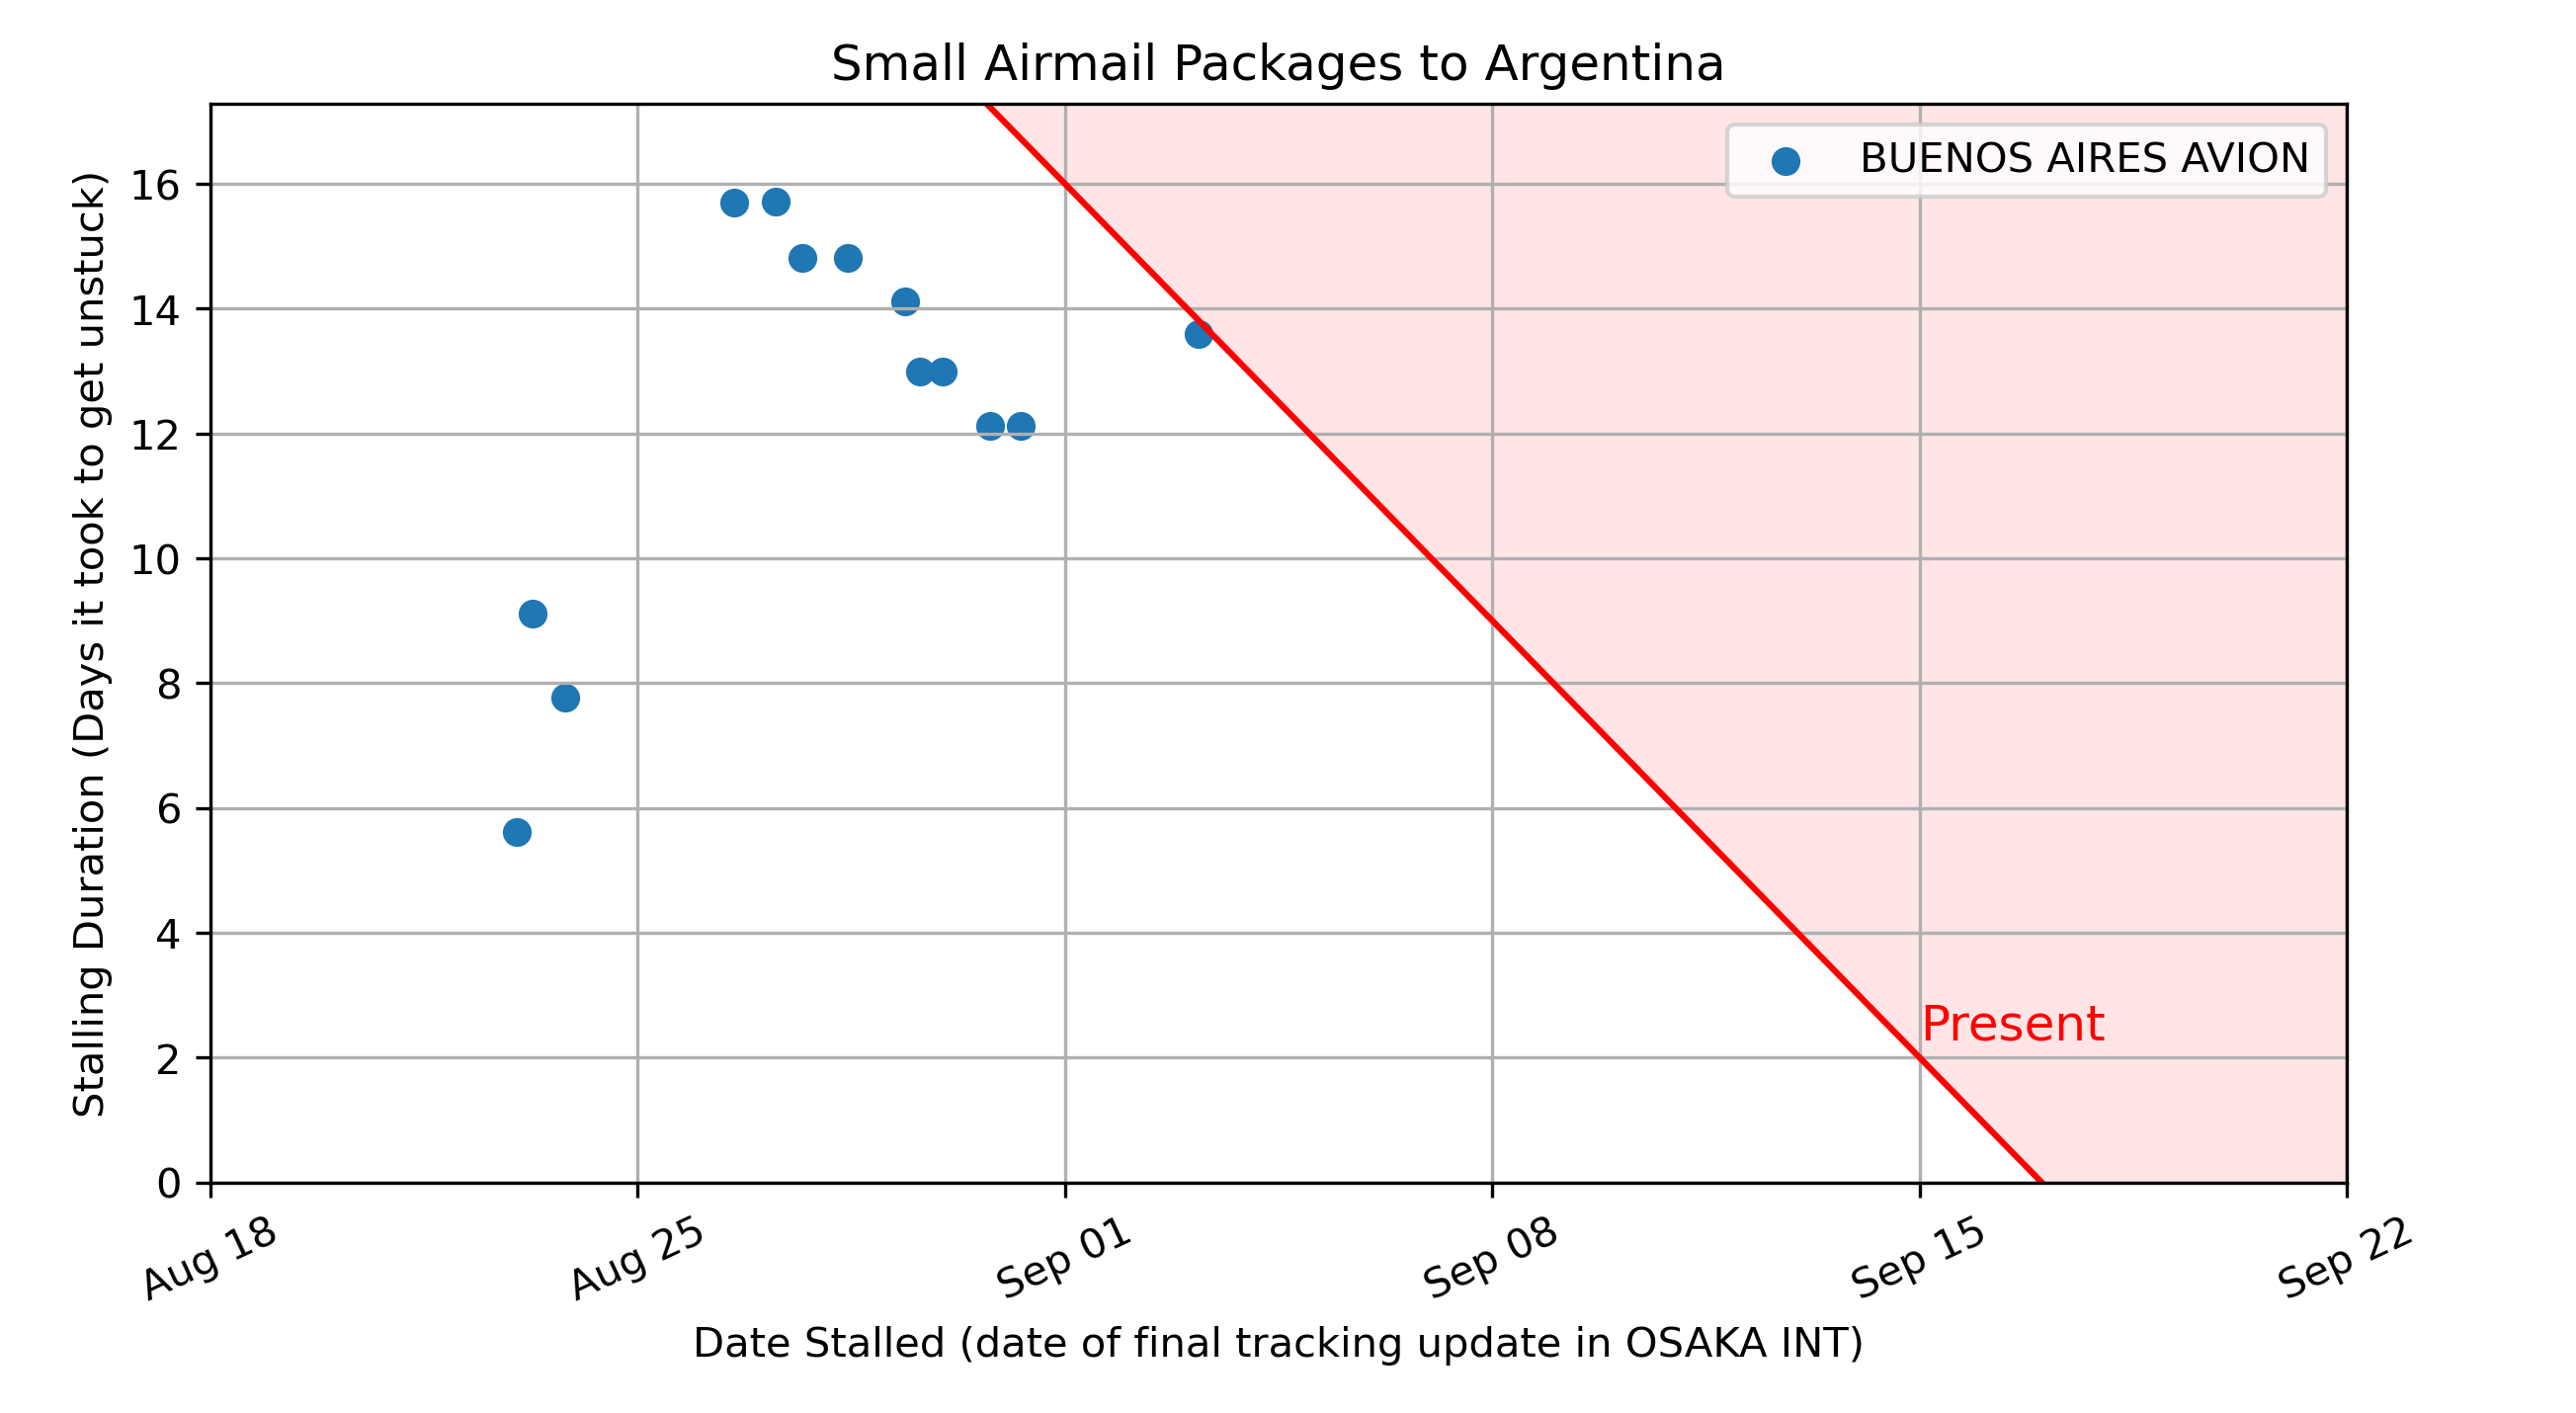 Small Airmail Packages to Argentina
BUENOS AIRES AVION
Stalling Duration (Days it took to get unstuck)
16
14
12
10
8
6
4
2
0
Present
Aug 18
Aug 25
Sep 01
Sep 08
Sep 15
Sep 22
Date Stalled (date of final tracking update in OSAKA INT)